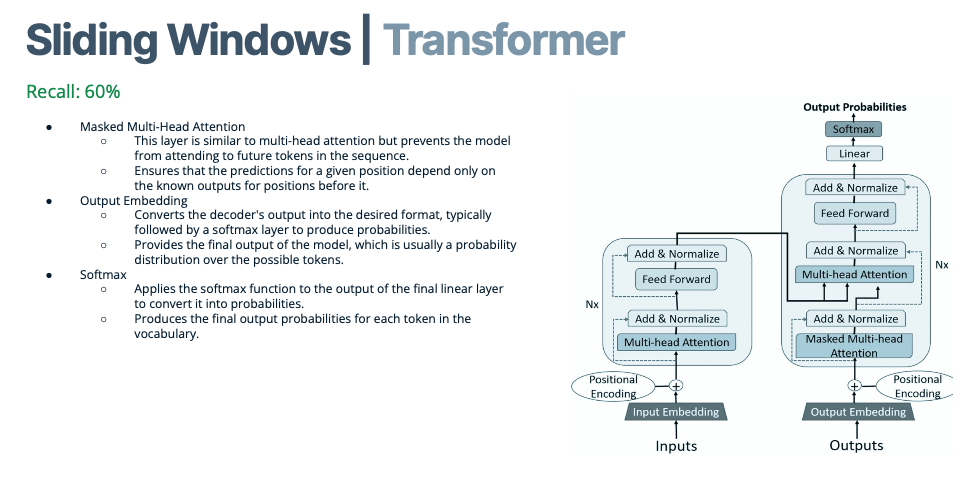 Sliding Windows | Transformer
Recall: 60%
● Masked Multi-Head Attention
○ This layer is similar to multi-head attention but prevents the model
from attending to future tokens in the sequence.
○ Ensures that the predictions for a given position depend only on
the known outputs for positions before it.
● Output Embedding
○ Converts the decoder's output into the desired format, typically
followed by a softmax layer to produce probabilities.
○ Provides the final output of the model, which is usually a probability
distribution over the possible tokens.
● Softmax
○ Applies the softmax function to the output of the final linear layer
to convert it into probabilities.
○ Produces the final output probabilities for each token in the
vocabulary.
Output Probabilities
Softmax
Linear
Add & Normalize
Feed Forward
Add & Normalize
Multi-head Attention
Nx
Add & Normalize
Masked Multi-head
Attention
Add & Normalize
Feed Forward
Nx
Add & Normalize
Multi-head Attention
Positional
Encoding
+
+
Positional
Encoding
Input Embedding
Output Embedding
Inputs
Outputs